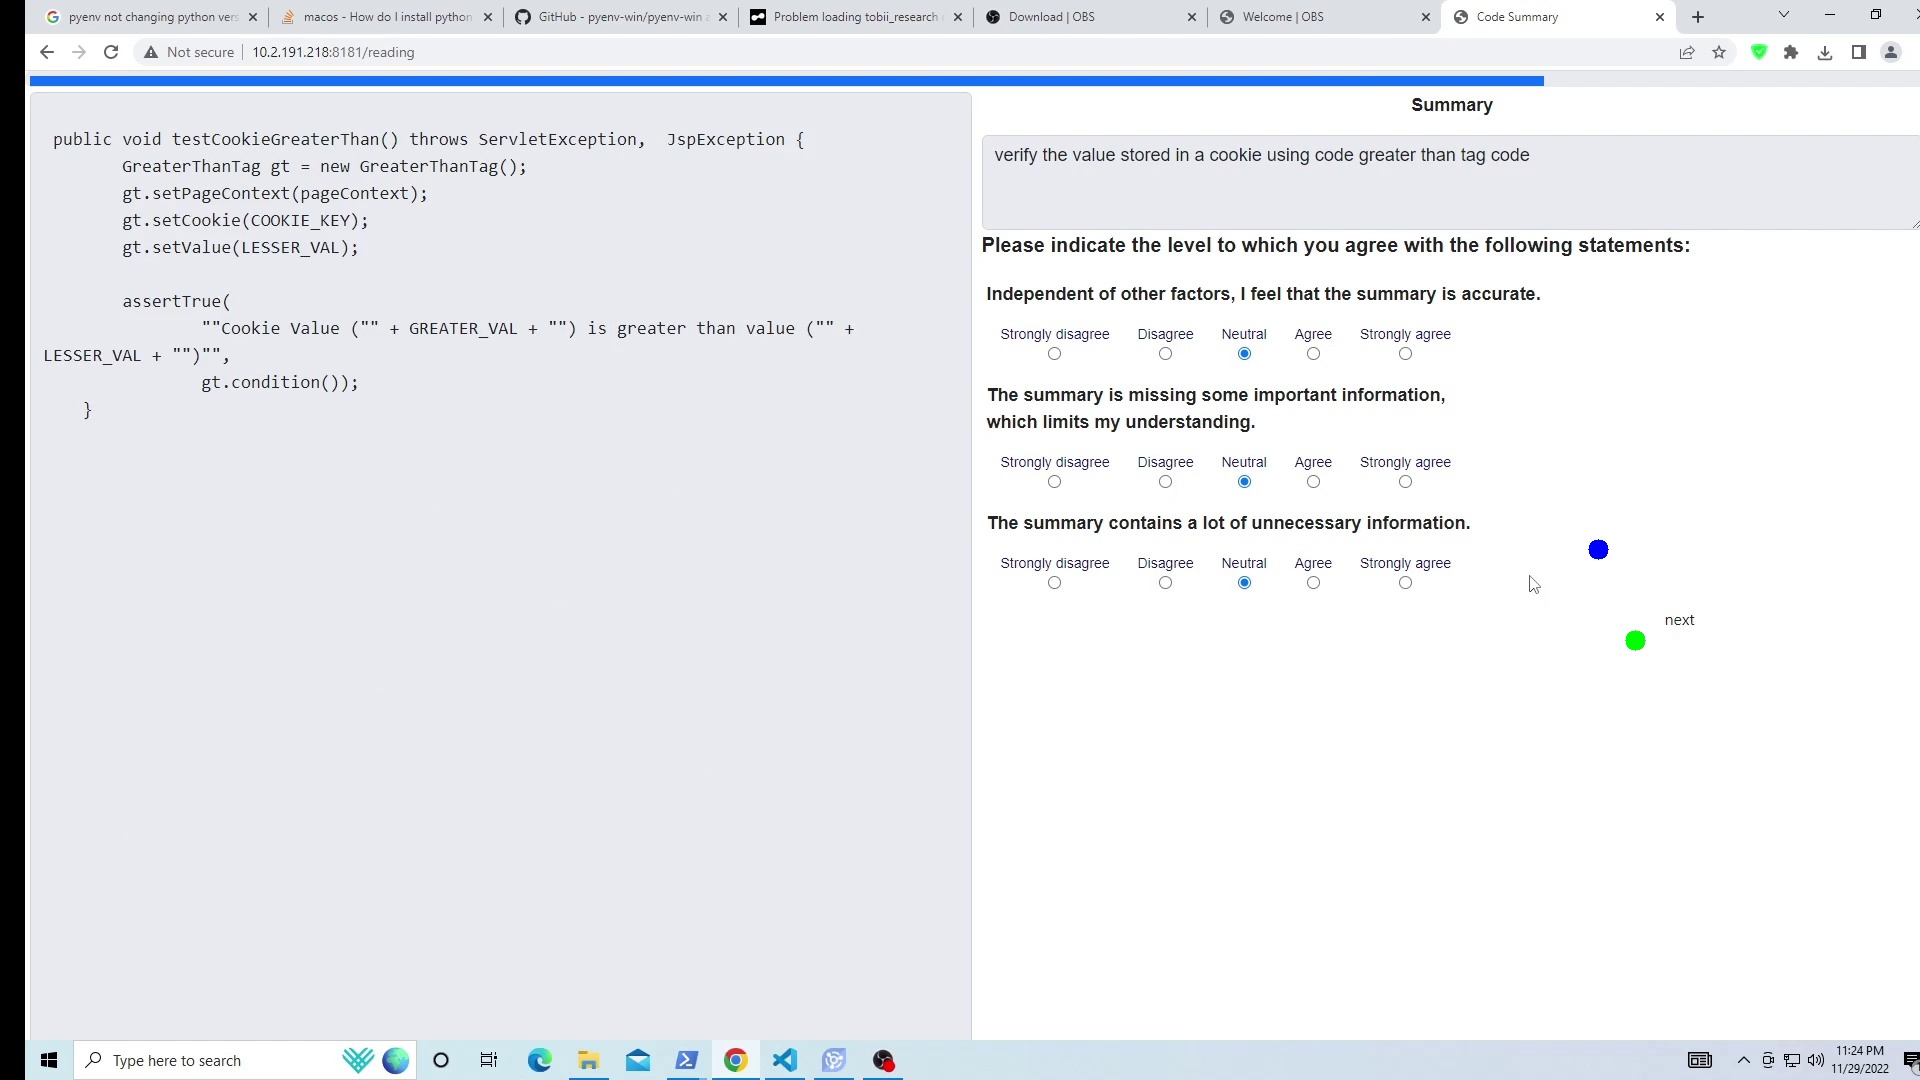 pyenv not changing python vers
macos - How do I install python
GitHub - pyenv-win/pyenv-win
Problem loading tobii_research
Download | OBS
Welcome | OBS
Code Summary
Not secure
10.2.191.218:8181/reading
public void testCookieGreaterThan() throws ServletException,  JspException {
GreaterThanTag gt = new GreaterThanTag();
gt.setPageContext(pageContext);
gt.setCookie(COOKIE_KEY);
gt.setValue(LESSER_VAL);
assertTrue(
""Cookie Value ("" + GREATER_VAL + "") is greater than value ("" +
LESSER_VAL + "")"",
gt.condition());
}
Summary
verify the value stored in a cookie using code greater than tag code
Please indicate the level to which you agree with the following statements:
Independent of other factors, I feel that the summary is accurate.
Strongly disagree Disagree Neutral Agree Strongly agree
The summary is missing some important information,
which limits my understanding.
Strongly disagree Disagree Neutral Agree Strongly agree
The summary contains a lot of unnecessary information.
Strongly disagree Disagree Neutral Agree Strongly agree
next
Type here to search
11:24 PM
11/29/2022